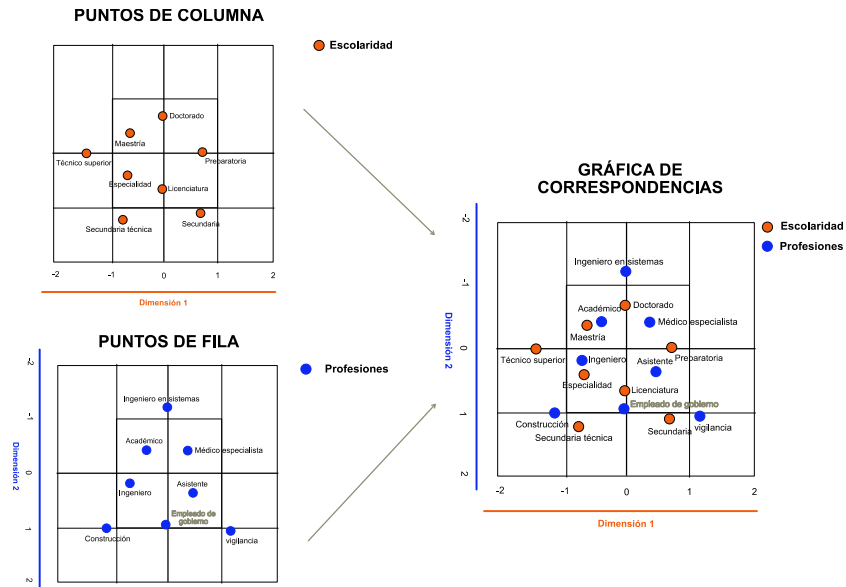 PUNTOS DE COLUMNA
Escolaridad
Doctorado
Maestría
Técnico superior
Preparatoria
Especialidad
Licenciatura
Secundaria técnica
Secundaria
-2
-1
0
1
2
Dimensión 1
PUNTOS DE FILA
Profesiones
-2
-1
0
1
2
Dimensión 2
Ingeniero en sistemas
Académico
Médico especialista
Ingeniero
Asistente
Empleado de
gobierno
Construcción
vigilancia
GRÁFICA DE
CORRESPONDENCIAS
Escolaridad
Profesiones
-2
-1
0
1
2
Dimensión 2
Ingeniero en sistemas
Académico
Doctorado
Maestría
Médico especialista
Técnico superior
Ingeniero
Asistente
Preparatoria
Especialidad
Licenciatura
Empleado de gobierno
Construcción
Secundaria técnica
Secundaria
vigilancia
-2
-1
0
1
2
Dimensión 1